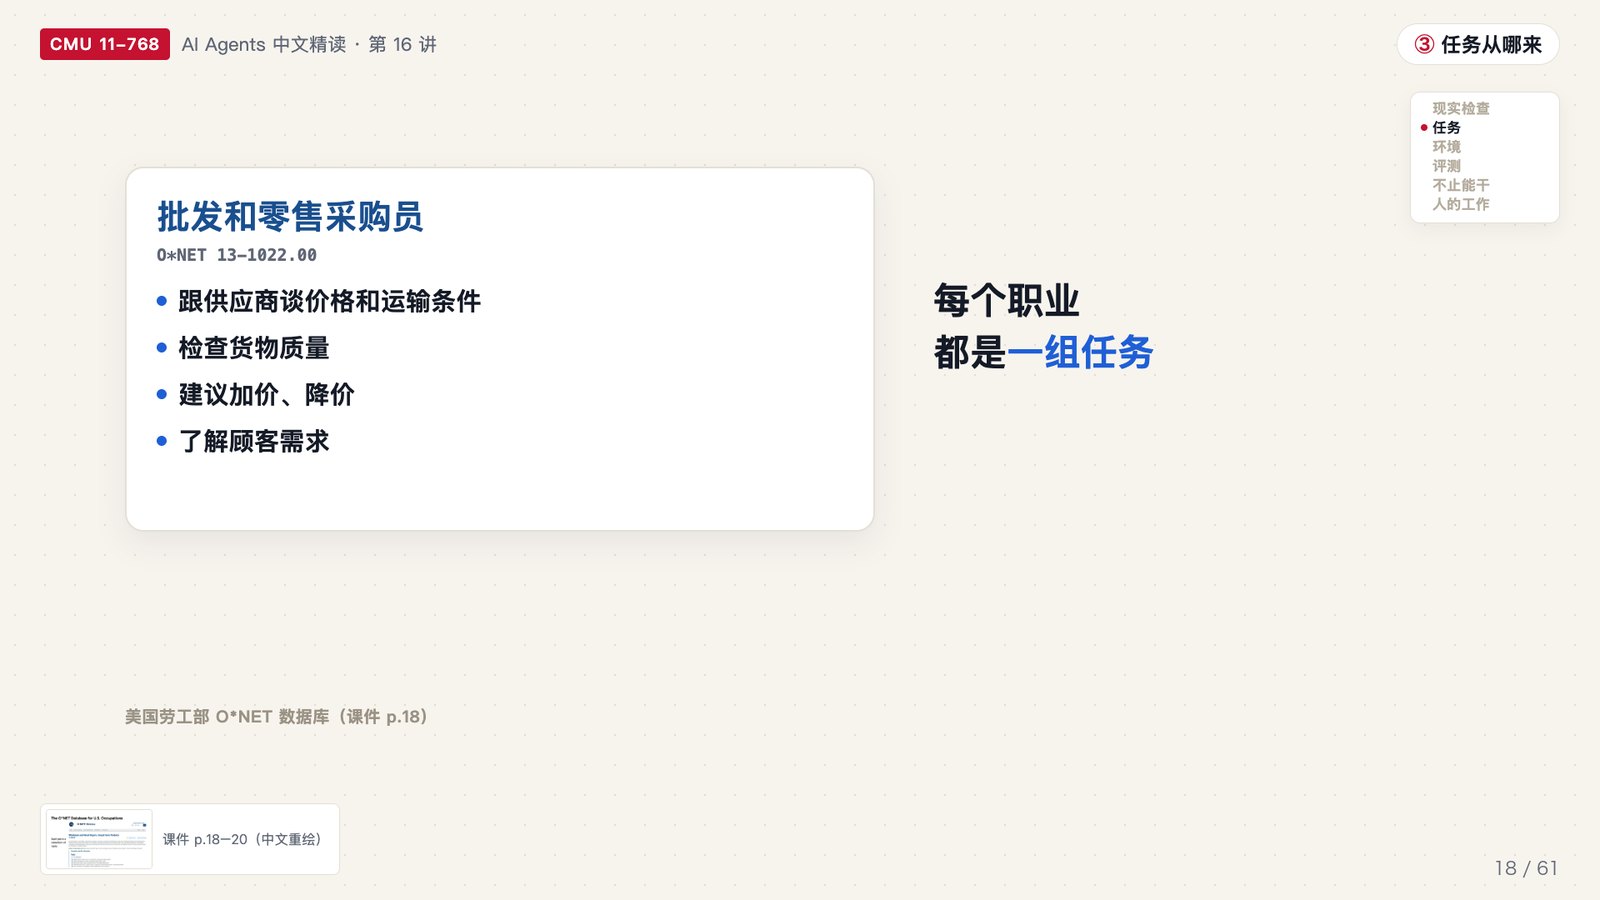 CMU 11-768 AI Agents 中文精读 · 第 16 讲
③ 任务从哪来
现实检查
任务
环境
评测
不止能干
人的工作
批发和零售采购员
O*NET 13-1022.00
跟供应商谈价格和运输条件
检查货物质量
建议加价、降价
了解顾客需求
每个职业
都是一组任务
美国劳工部 O*NET 数据库（课件 p.18）
The O*NET Database for U.S. Occupations
课件 p.18–20（中文重绘）
18 / 61